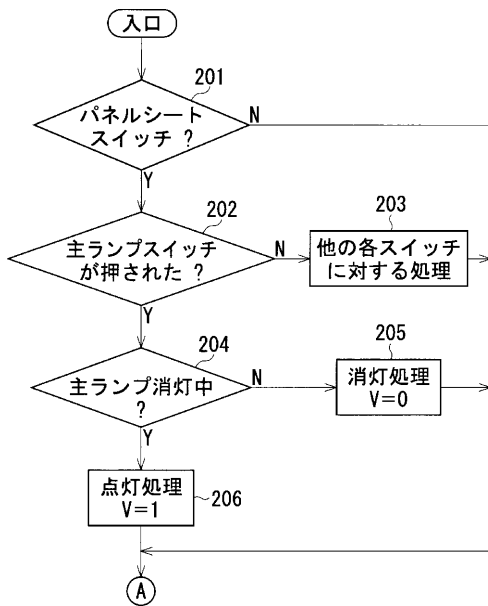 入口
201
パネルシート
スイッチ ?
N
Y
202
主ランプスイッチ
が押された ?
N
203
他の各スイッチ
に対する処理
Y
204
主ランプ消灯中
?
N
205
消灯処理
V=0
Y
点灯処理
V=1
206
A